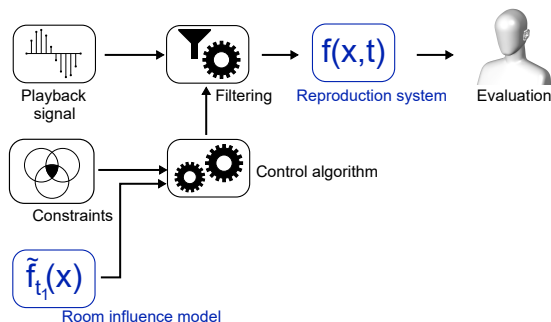 f(x,t)
Playback
signal
Filtering
Reproduction system
Evaluation
Control algorithm
Constraints
f̃ₜ₁(x)
Room influence model